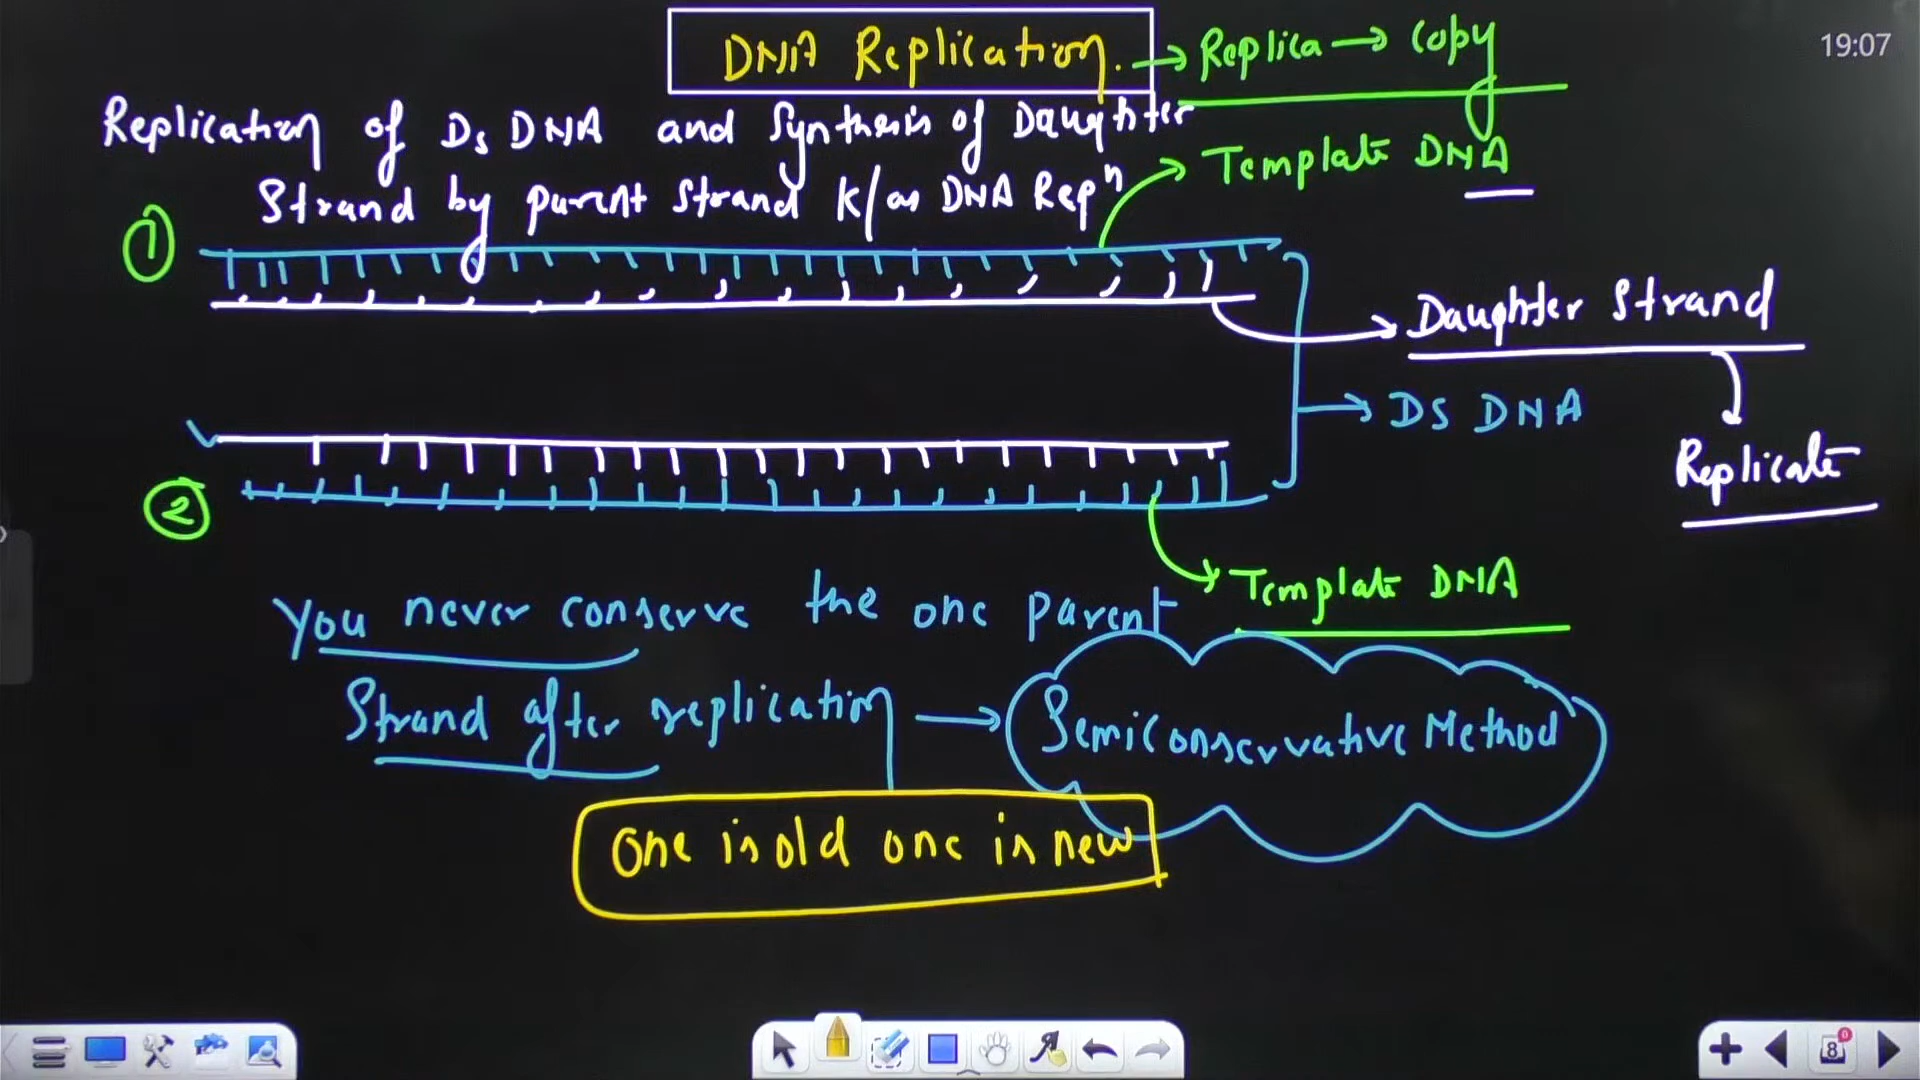 DNA Replication. → Replica → Copy
19:07
Replication of Ds DNA and Synthesis of Daughter
Strand by parent Strand K/as DNA Repⁿ
Template DNA
①
Daughter Strand
DS DNA
Replicate
②
Template DNA
You never conserve the one parent
Strand after replication → Semiconservative Method
one is old one is new
8
0